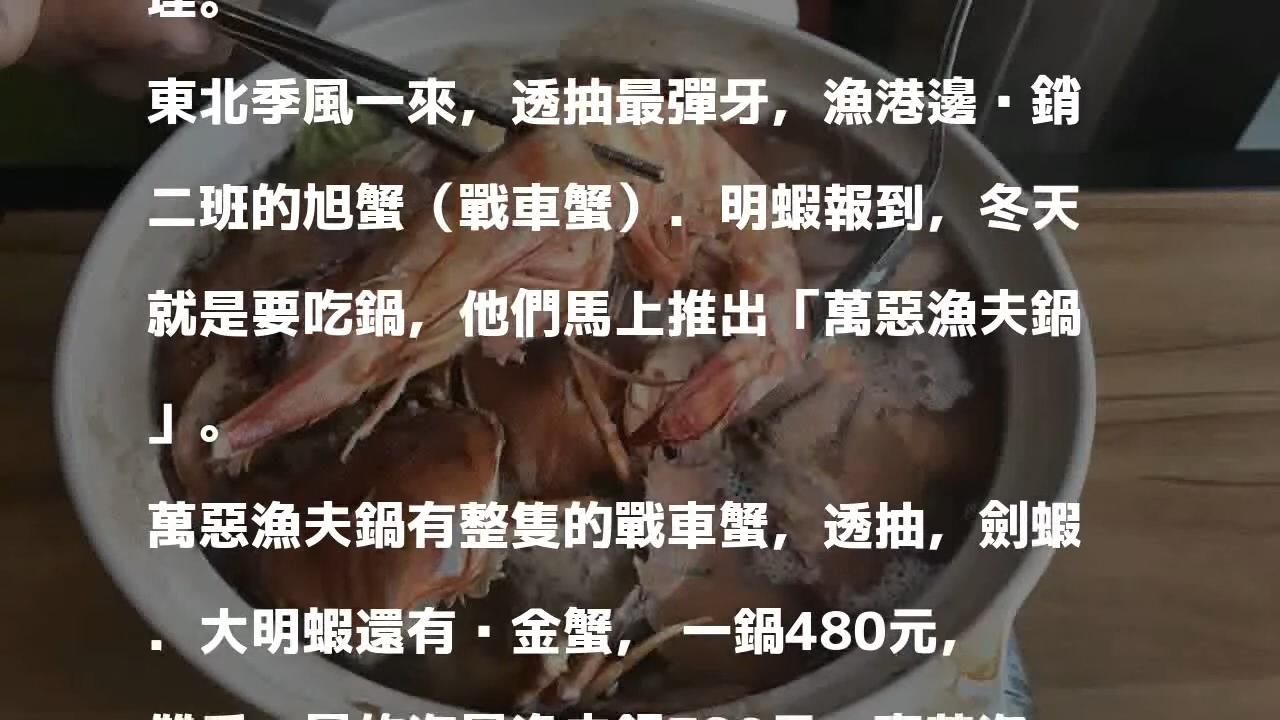 理。
東北季風一來，透抽最彈牙，漁港邊▪銷
二班的旭蟹（戰車蟹）．明蝦報到，冬天
就是要吃鍋，他們馬上推出「萬惡漁夫鍋
」。
萬惡漁夫鍋有整隻的戰車蟹，透抽，劍蝦
．大明蝦還有▪金蟹， 一鍋480元，